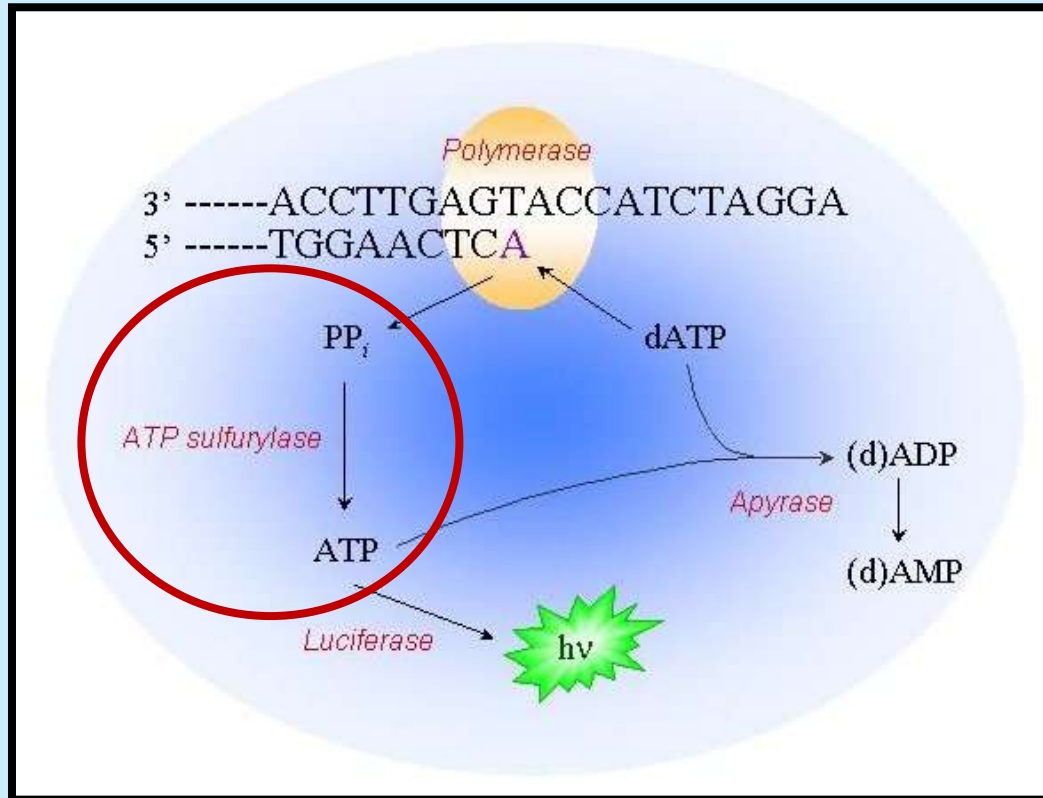 Polymerase
3’ ------ACCTTGAGTACCATCTAGGA
5’ ------TGGAACTCA
PPi
dATP
ATP sulfurylase
(d)ADP
Apyrase
ATP
(d)AMP
Luciferase
hν